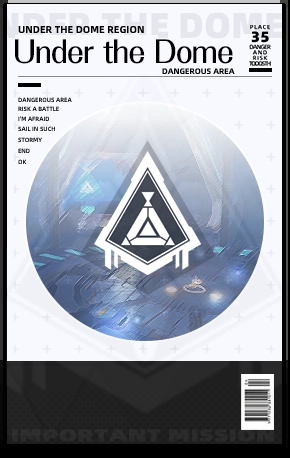 UNDER THE DOME
UNDER THE DOME REGION
Under the Dome
DANGEROUS AREA
PLACE
35
DANGER
AND
RISK
DANGEROUS AREA
RISK A BATTLE
I'M AFRAID
SAIL IN SUCH
STORMY
END
OK
IMPORTANT MISSION